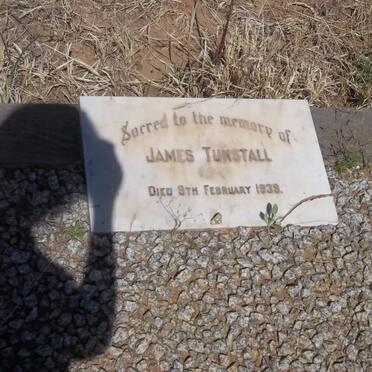 Sacred to the memory of
JAMES TUNSTALL
DIED 9TH FEBRUARY 1939.